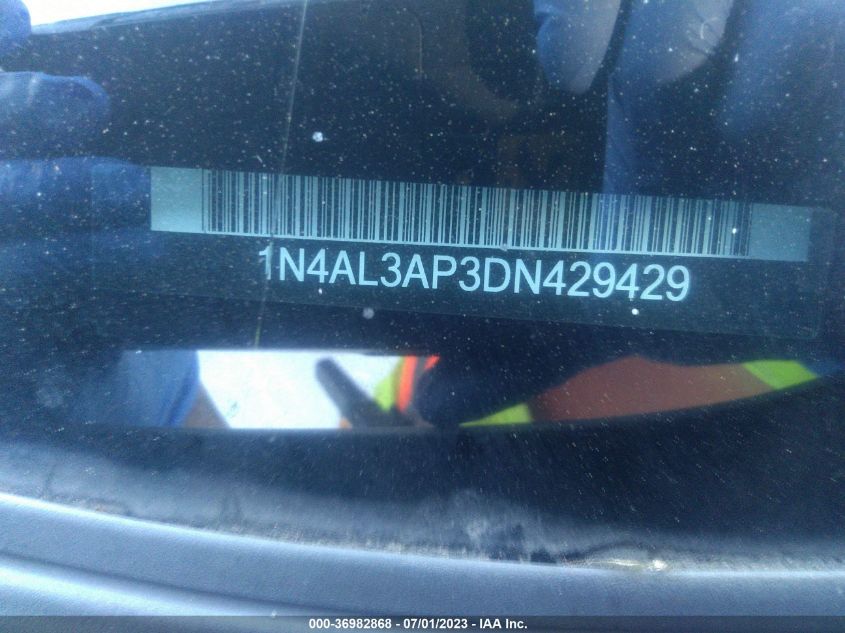 1N4AL3AP3DN429429
000-36982868 - 07/01/2023 - IAA Inc.